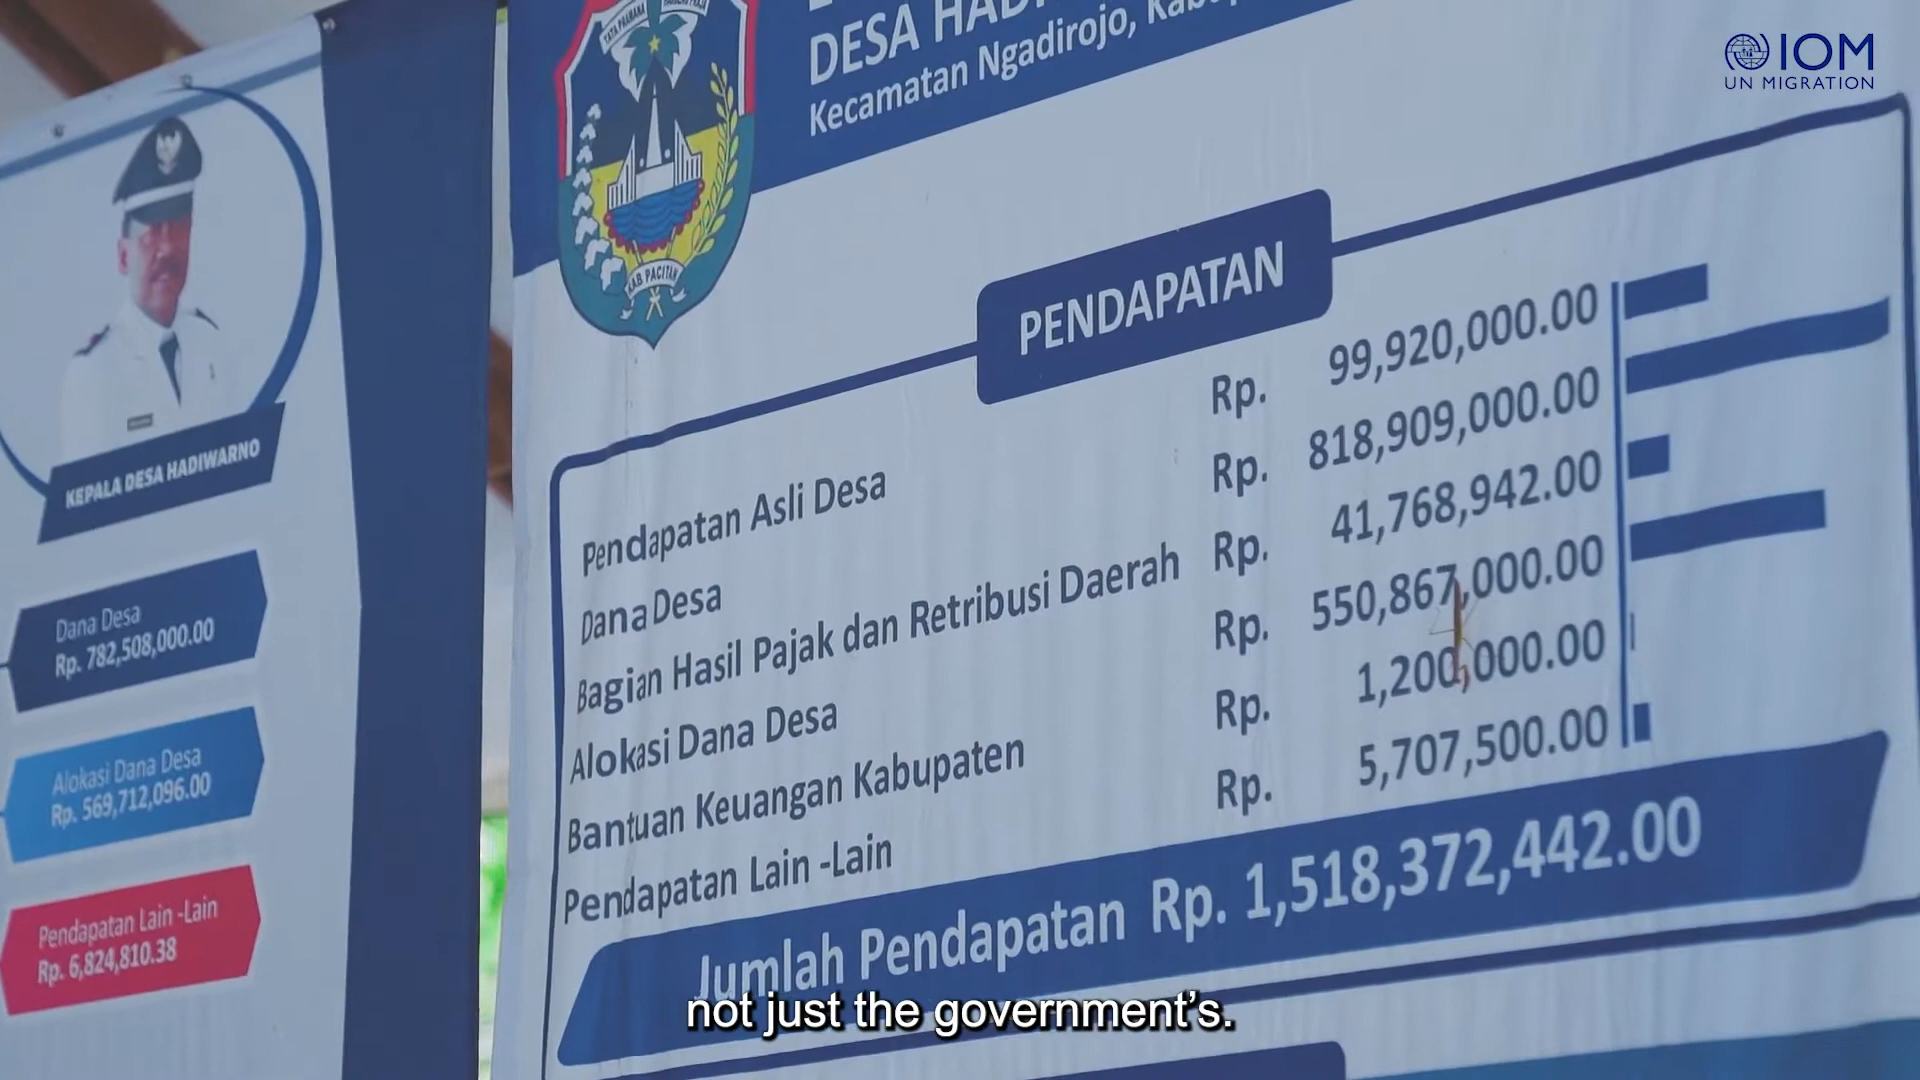 IOM
UN MIGRATION
KEPALA DESA HADIWARNO
Dana Desa
Rp. 782,508,000.00
Alokasi Dana Desa
Rp. 569,712,096.00
Pendapatan Lain -Lain
Rp. 6,824,810.38
KAB PACITAN
DESA
Kecamatan Ngadirojo,
PENDAPATAN
Pendapatan Asli Desa Rp. 99,920,000.00
Dana Desa Rp. 818,909,000.00
Bagian Hasil Pajak dan Retribusi Daerah Rp. 41,768,942.00
Alokasi Dana Desa Rp. 550,867,000.00
Bantuan Keuangan Kabupaten Rp. 1,200,000.00
Pendapatan Lain -Lain Rp. 5,707,500.00
Jumlah Pendapatan Rp. 1,518,372,442.00
not just the government's.